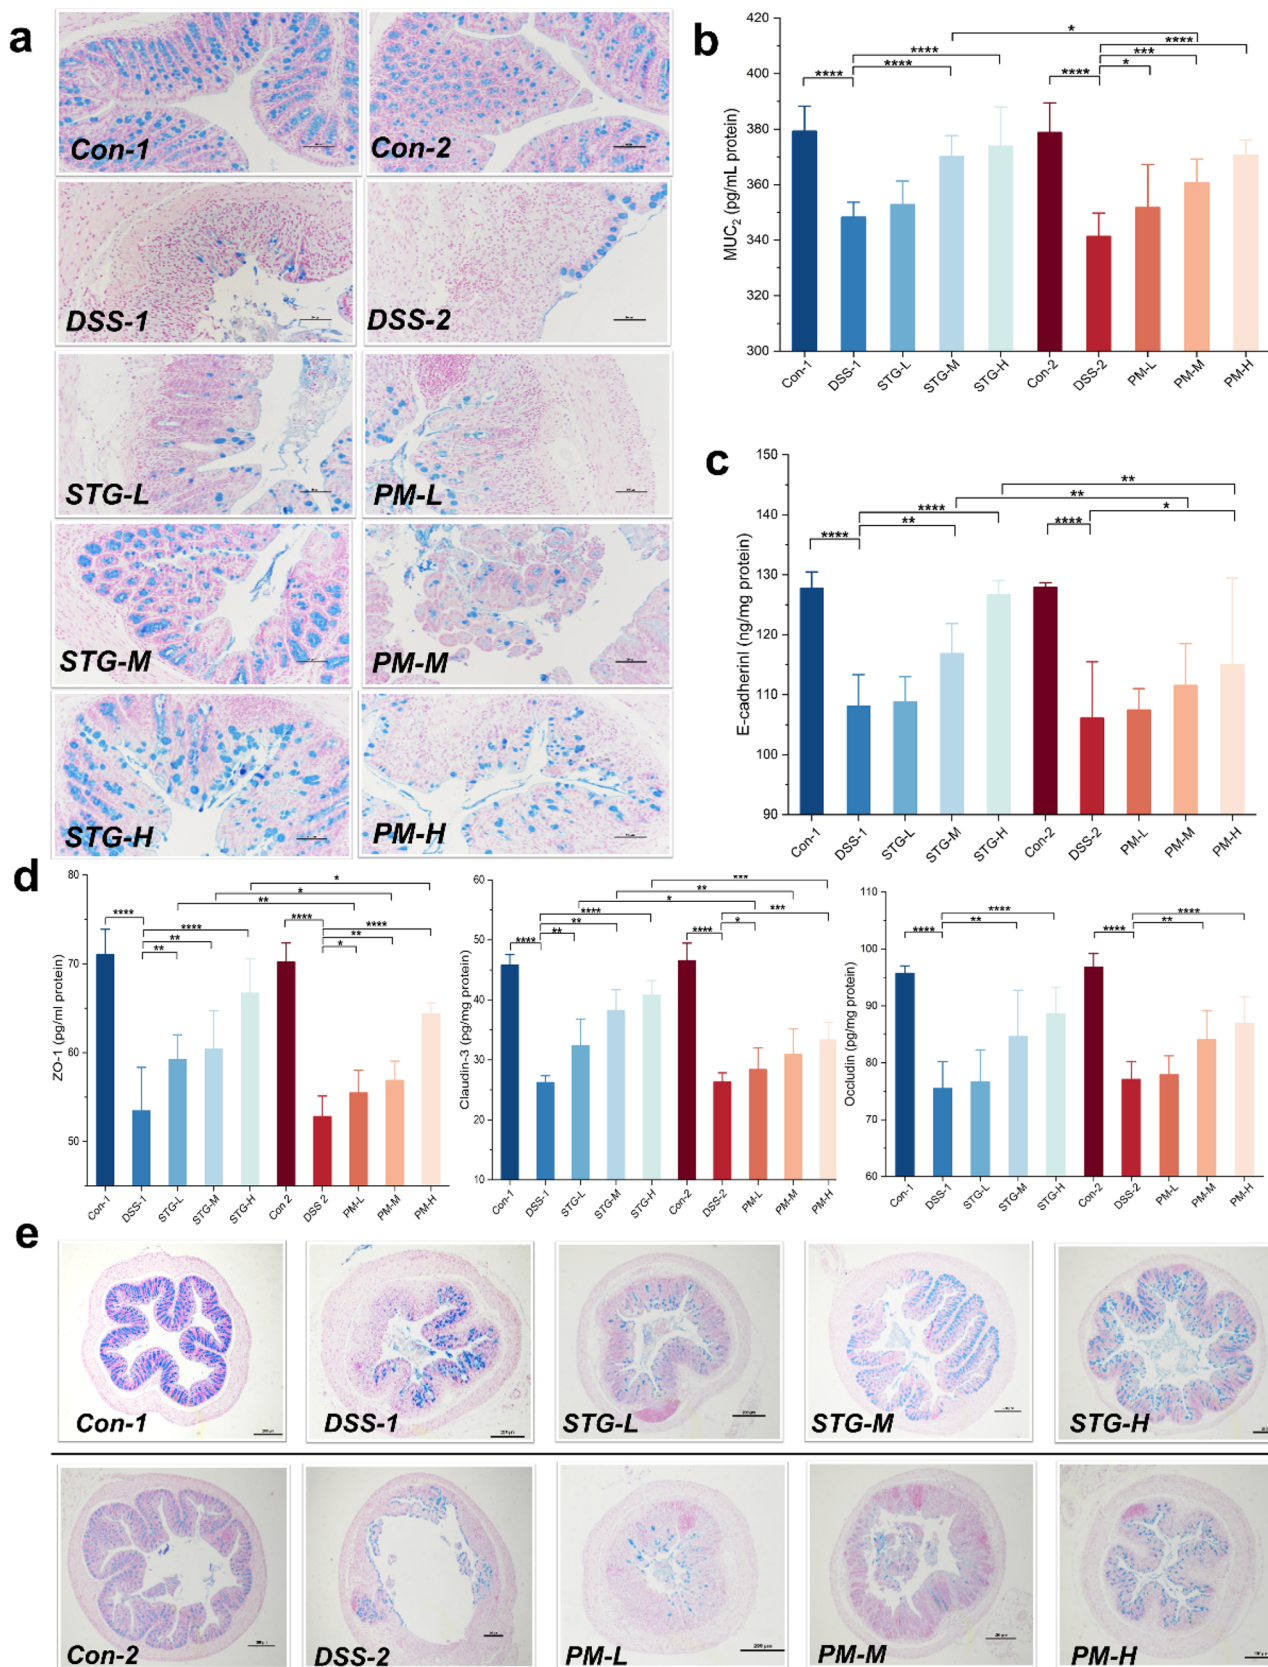 a
Con-1
Con-2
DSS-1
DSS-2
STG-L
PM-L
STG-M
PM-M
STG-H
PM-H
b
MUC2 (pg/mL protein)
420
400
380
360
340
320
300
****
****
****
*
****
*
***
****
Con-1 DSS-1 STG-L STG-M STG-H Con-2 DSS-2 PM-L PM-M PM-H
c
E-cadherinl (ng/mg protein)
150
140
130
120
110
100
90
****
**
****
**
**
****
*
Con-1 DSS-1 STG-L STG-M STG-H Con-2 DSS-2 PM-L PM-M PM-H
d
ZO-1 (pg/ml protein)
80
70
60
50
****
**
**
****
**
*
*
****
*
**
****
Con-1 DSS-1 STG-L STG-M STG-H Con 2 DSS 2 PM-L PM-M PM-H
Claudin-3 (pg/mg protein)
60
50
40
30
20
10
****
**
**
****
*
**
***
****
*
***
Con-1 DSS-1 STG-L STG-M STG-H Con-2 DSS-2 PM-L PM-M PM-H
Occludin (pg/mg protein)
110
100
90
80
70
60
****
**
****
****
**
****
Con-1 DSS-1 STG-L STG-M STG-H Con-2 DSS-2 PM-L PM-M PM-H
e
Con-1
DSS-1
STG-L
STG-M
STG-H
Con-2
DSS-2
PM-L
200 μm
PM-M
PM-H